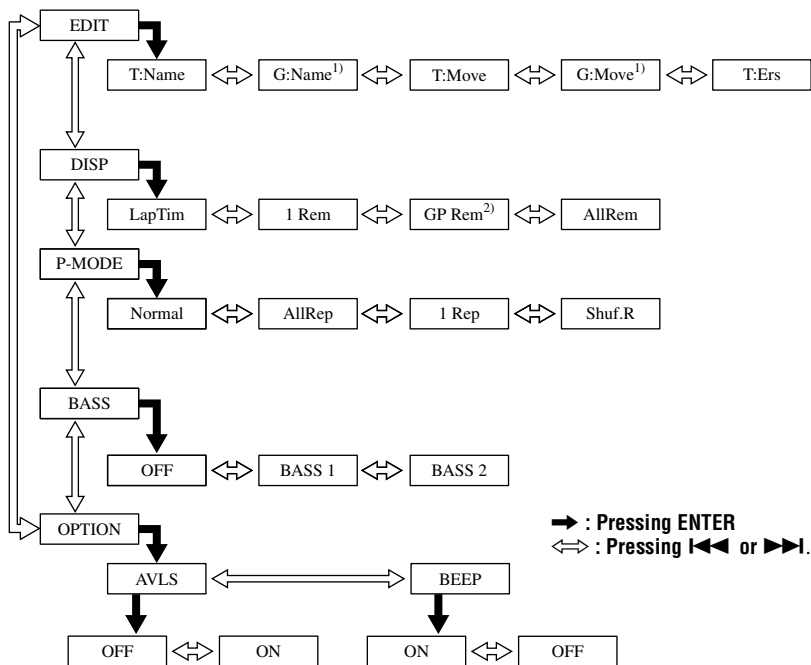 EDIT
T:Name G:Name1) T:Move G:Move1) T:Ers
DISP
LapTim 1 Rem GP Rem2) AllRem
P-MODE
Normal AllRep 1 Rep Shuf.R
BASS
OFF BASS 1 BASS 2
OPTION
: Pressing ENTER
: Pressing or .
AVLS BEEP
OFF ON ON OFF